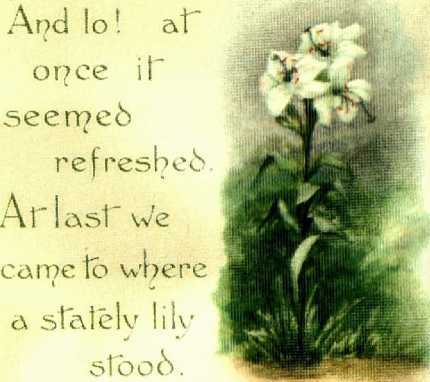 And lo! at
once it
seemed
refreshed.
At last we
came to where
a stately lily
stood.